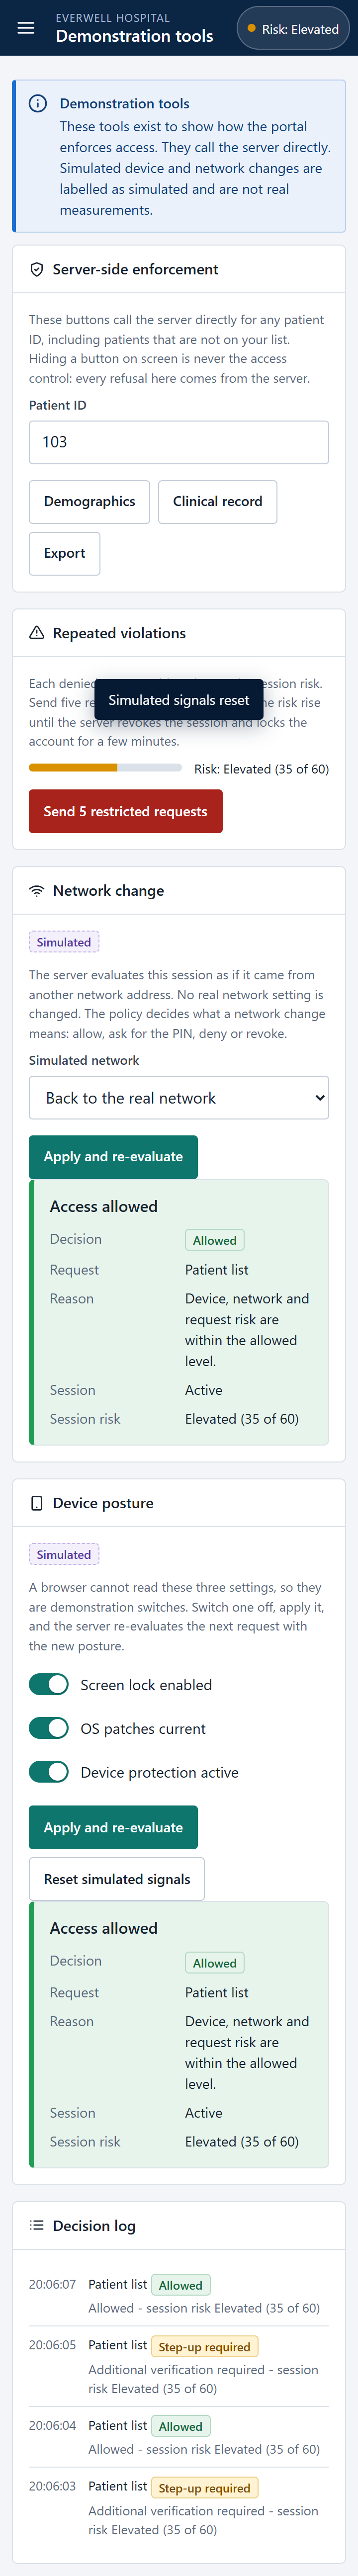 EVERWELL HOSPITAL
Demonstration tools
Risk: Elevated
Demonstration tools
These tools exist to show how the portal
enforces access. They call the server directly.
Simulated device and network changes are
labelled as simulated and are not real
measurements.
Server-side enforcement
These buttons call the server directly for any patient
ID, including patients that are not on your list.
Hiding a button on screen is never the access
control: every refusal here comes from the server.
Patient ID
103
Demographics
Clinical record
Export
Repeated violations
Each denied ession risk.
Send five re he risk rise
until the server revokes the session and locks the
account for a few minutes.
Simulated signals reset
Risk: Elevated (35 of 60)
Send 5 restricted requests
Network change
Simulated
The server evaluates this session as if it came from
another network address. No real network setting is
changed. The policy decides what a network change
means: allow, ask for the PIN, deny or revoke.
Simulated network
Back to the real network
Apply and re-evaluate
Access allowed
Decision Allowed
Request Patient list
Reason Device, network and
request risk are
within the allowed
level.
Session Active
Session risk Elevated (35 of 60)
Device posture
Simulated
A browser cannot read these three settings, so they
are demonstration switches. Switch one off, apply it,
and the server re-evaluates the next request with
the new posture.
Screen lock enabled
OS patches current
Device protection active
Apply and re-evaluate
Reset simulated signals
Access allowed
Decision Allowed
Request Patient list
Reason Device, network and
request risk are
within the allowed
level.
Session Active
Session risk Elevated (35 of 60)
Decision log
20:06:07 Patient list Allowed
Allowed - session risk Elevated (35 of 60)
20:06:05 Patient list Step-up required
Additional verification required - session
risk Elevated (35 of 60)
20:06:04 Patient list Allowed
Allowed - session risk Elevated (35 of 60)
20:06:03 Patient list Step-up required
Additional verification required - session
risk Elevated (35 of 60)